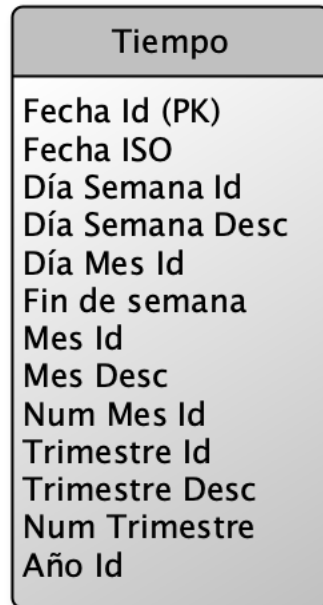 Tiempo
Fecha Id (PK)
Fecha ISO
Día Semana Id
Día Semana Desc
Día Mes Id
Fin de semana
Mes Id
Mes Desc
Num Mes Id
Trimestre Id
Trimestre Desc
Num Trimestre
Año Id